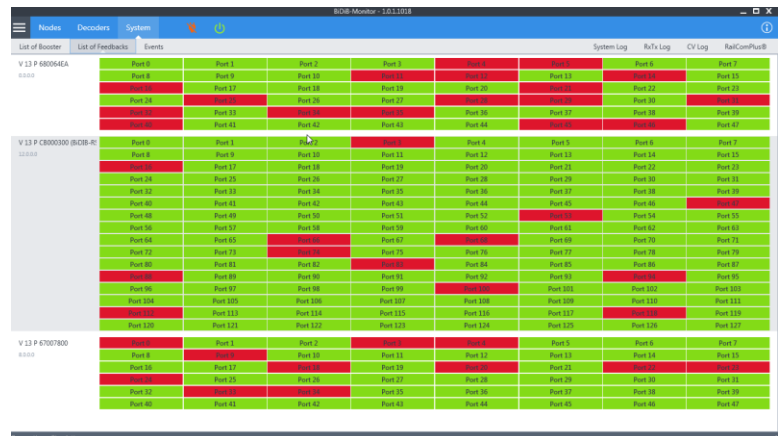 BiDiB-Monitor - 1.0.1.1018
Nodes Decoders System
List of Booster List of Feedbacks Events System Log RxTx Log CV Log RailComPlus®
V 13 P 680064EA Port 0 Port 1 Port 2 Port 3 Port 4 Port 5 Port 6 Port 7
6.0.0.0 Port 8 Port 9 Port 10 Port 11 Port 12 Port 13 Port 14 Port 15
Port 16 Port 17 Port 18 Port 19 Port 20 Port 21 Port 22 Port 23
Port 24 Port 25 Port 26 Port 27 Port 28 Port 29 Port 30 Port 31
Port 32 Port 33 Port 34 Port 35 Port 36 Port 37 Port 38 Port 39
Port 40 Port 41 Port 42 Port 43 Port 44 Port 45 Port 46 Port 47
V 13 P CB000300 (BiDIB-R Port 0 Port 1 Port 2 Port 3 Port 4 Port 5 Port 6 Port 7
12.0.0.0 Port 8 Port 9 Port 10 Port 11 Port 12 Port 13 Port 14 Port 15
Port 16 Port 17 Port 18 Port 19 Port 20 Port 21 Port 22 Port 23
Port 24 Port 25 Port 26 Port 27 Port 28 Port 29 Port 30 Port 31
Port 32 Port 33 Port 34 Port 35 Port 36 Port 37 Port 38 Port 39
Port 40 Port 41 Port 42 Port 43 Port 44 Port 45 Port 46 Port 47
Port 48 Port 49 Port 50 Port 51 Port 52 Port 53 Port 54 Port 55
Port 56 Port 57 Port 58 Port 59 Port 60 Port 61 Port 62 Port 63
Port 64 Port 65 Port 66 Port 67 Port 68 Port 69 Port 70 Port 71
Port 72 Port 73 Port 74 Port 75 Port 76 Port 77 Port 78 Port 79
Port 80 Port 81 Port 82 Port 83 Port 84 Port 85 Port 86 Port 87
Port 88 Port 89 Port 90 Port 91 Port 92 Port 93 Port 94 Port 95
Port 96 Port 97 Port 98 Port 99 Port 100 Port 101 Port 102 Port 103
Port 104 Port 105 Port 106 Port 107 Port 108 Port 109 Port 110 Port 111
Port 112 Port 113 Port 114 Port 115 Port 116 Port 117 Port 118 Port 119
Port 120 Port 121 Port 122 Port 123 Port 124 Port 125 Port 126 Port 127
V 13 P 67007800 Port 0 Port 1 Port 2 Port 3 Port 4 Port 5 Port 6 Port 7
8.0.0.0 Port 8 Port 9 Port 10 Port 11 Port 12 Port 13 Port 14 Port 15
Port 16 Port 17 Port 18 Port 19 Port 20 Port 21 Port 22 Port 23
Port 24 Port 25 Port 26 Port 27 Port 28 Port 29 Port 30 Port 31
Port 32 Port 33 Port 34 Port 35 Port 36 Port 37 Port 38 Port 39
Port 40 Port 41 Port 42 Port 43 Port 44 Port 45 Port 46 Port 47